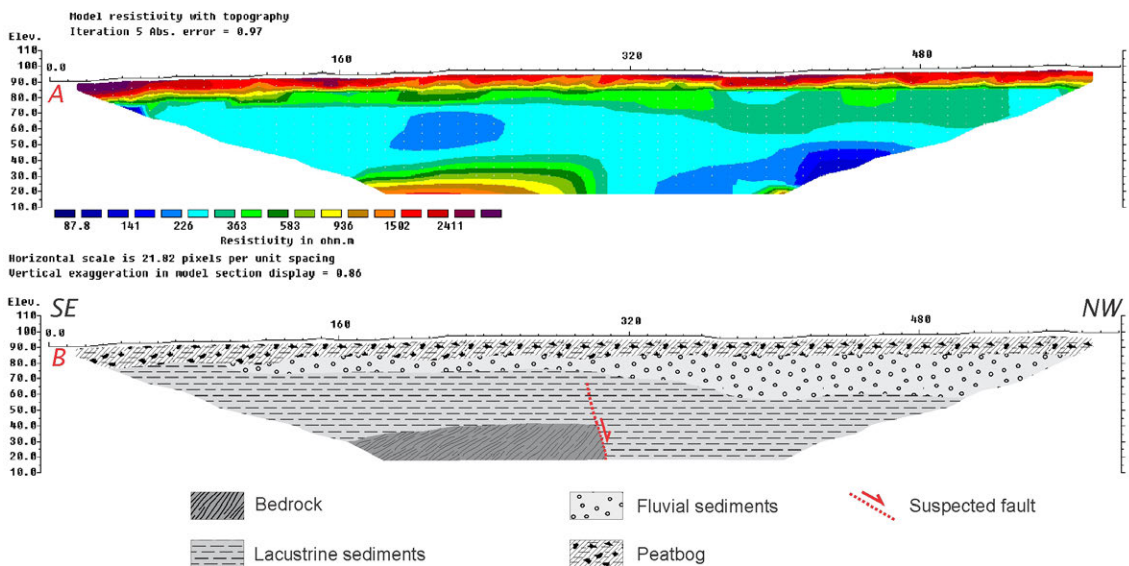 Model resistivity with topography
Iteration 5 Abs. error = 0.97
Elev.
110
100
90.0
80.0
70.0
60.0
50.0
40.0
30.0
20.0
10.0
0.0
160
320
480
A
87.8 141 226 363 583 936 1502 2411
Resistivity in ohm.m
Horizontal scale is 21.82 pixels per unit spacing
Vertical exaggeration in model section display = 0.86
Elev.
SE
NW
110
100
90.0
80.0
70.0
60.0
50.0
40.0
30.0
20.0
10.0
0.0
160
320
480
B
Bedrock
Fluvial sediments
Suspected fault
Lacustrine sediments
Peatbog